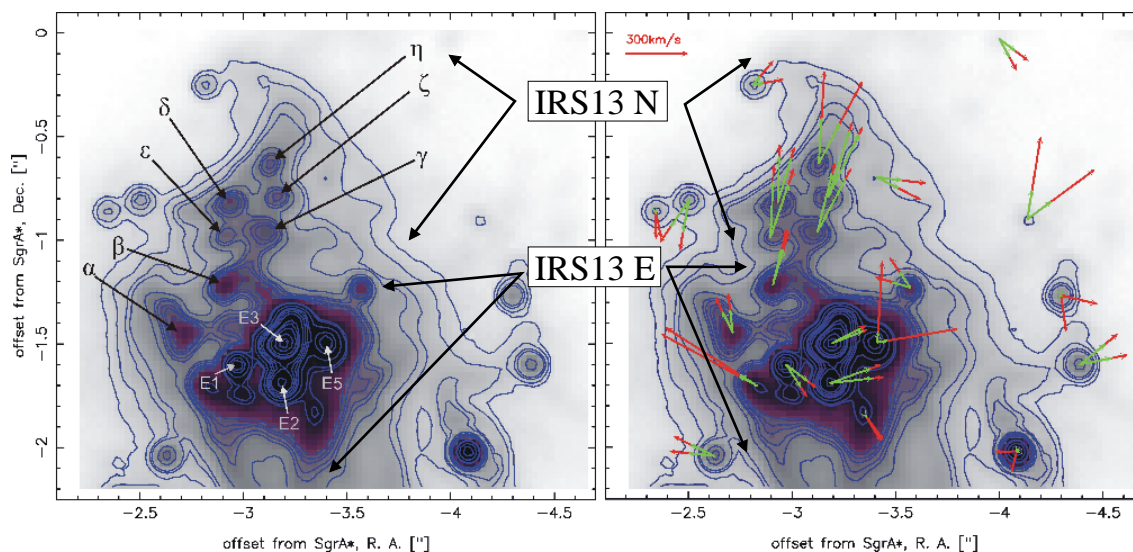 0
−0.5
−1
−1.5
−2
offset from SgrA*, Dec. ["]
−2.5
−3
−3.5
−4
−4.5
offset from SgrA*, R. A. ["]
η
ζ
δ
ε
γ
β
α
E3
E1
E5
E2
IRS13 N
IRS13 E
300km/s
−2.5
−3
−3.5
−4
−4.5
offset from SgrA*, R. A. ["]